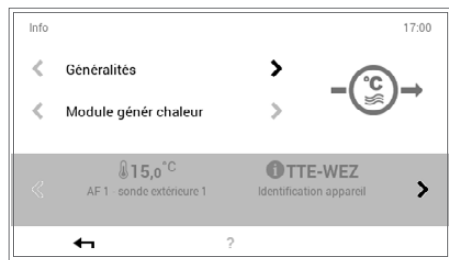 Info 17:00
Généralités
Module génér chaleur
°C
15,0°C TTE-WEZ
AF 1 - sonde extérieure 1 Identification appareil
?